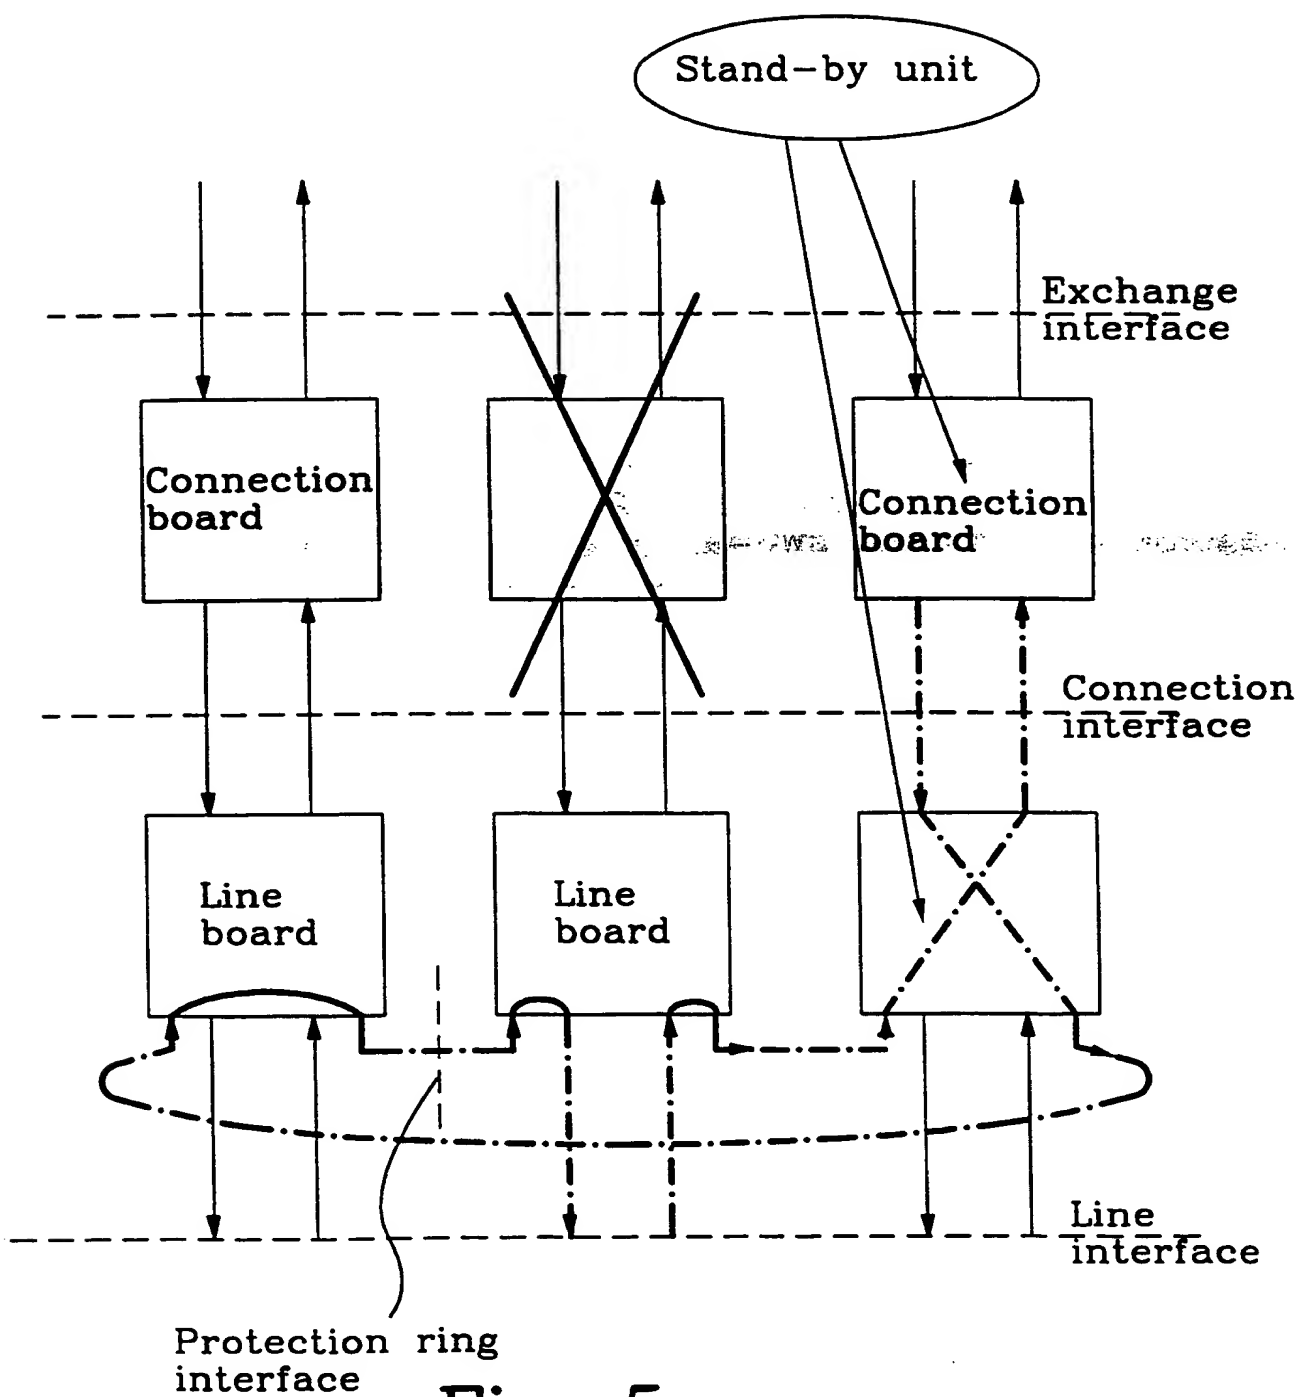 Stand-by unit
Exchange
interface
Connection
board
Connection
board
Connection
interface
Line
board
Line
board
Line
interface
Protection ring
interface